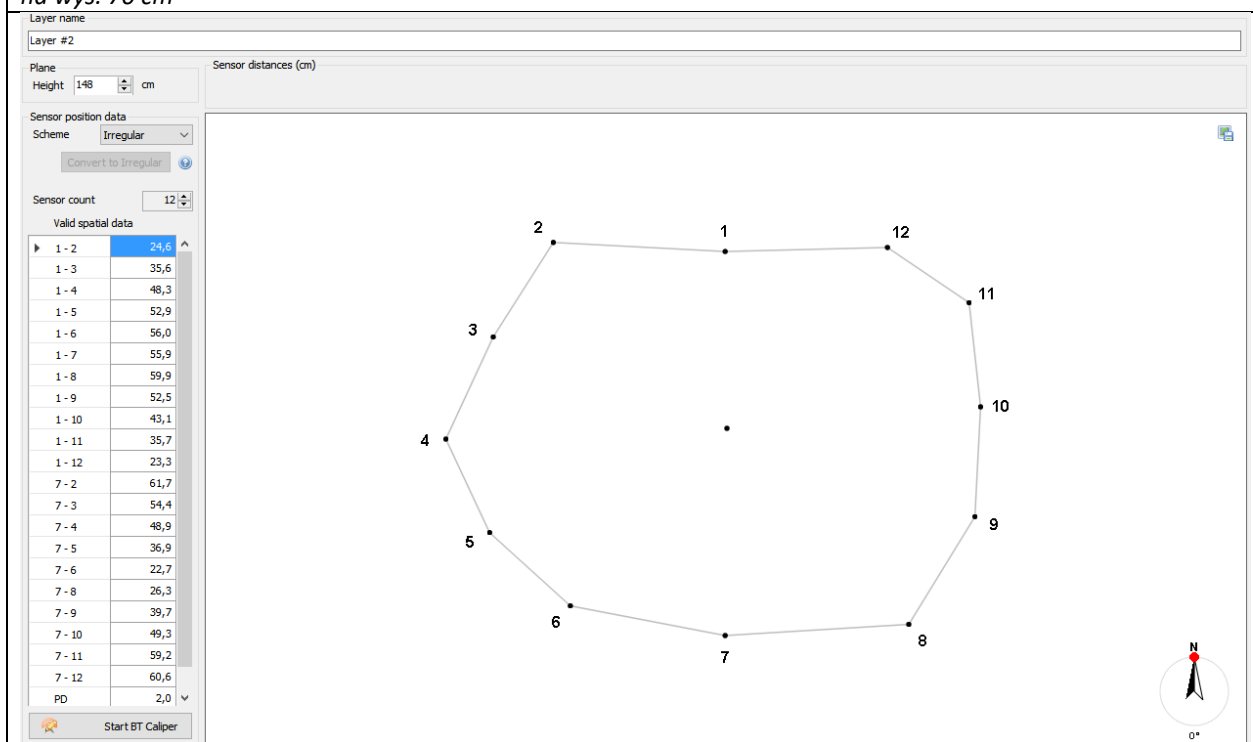 na wys. 70 cm
Layer name
Layer #2
Plane
Height 148 cm
Sensor distances (cm)
Sensor position data
Scheme Irregular
Convert to Irregular
Sensor count 12
Valid spatial data
1 - 2 24,6
1 - 3 35,6
1 - 4 48,3
1 - 5 52,9
1 - 6 56,0
1 - 7 55,9
1 - 8 59,9
1 - 9 52,5
1 - 10 43,1
1 - 11 35,7
1 - 12 23,3
7 - 2 61,7
7 - 3 54,4
7 - 4 48,9
7 - 5 36,9
7 - 6 22,7
7 - 8 26,3
7 - 9 39,7
7 - 10 49,3
7 - 11 59,2
7 - 12 60,6
PD 2,0
Start BT Caliper
1
2
3
4
5
6
7
8
9
10
11
12
N
0°